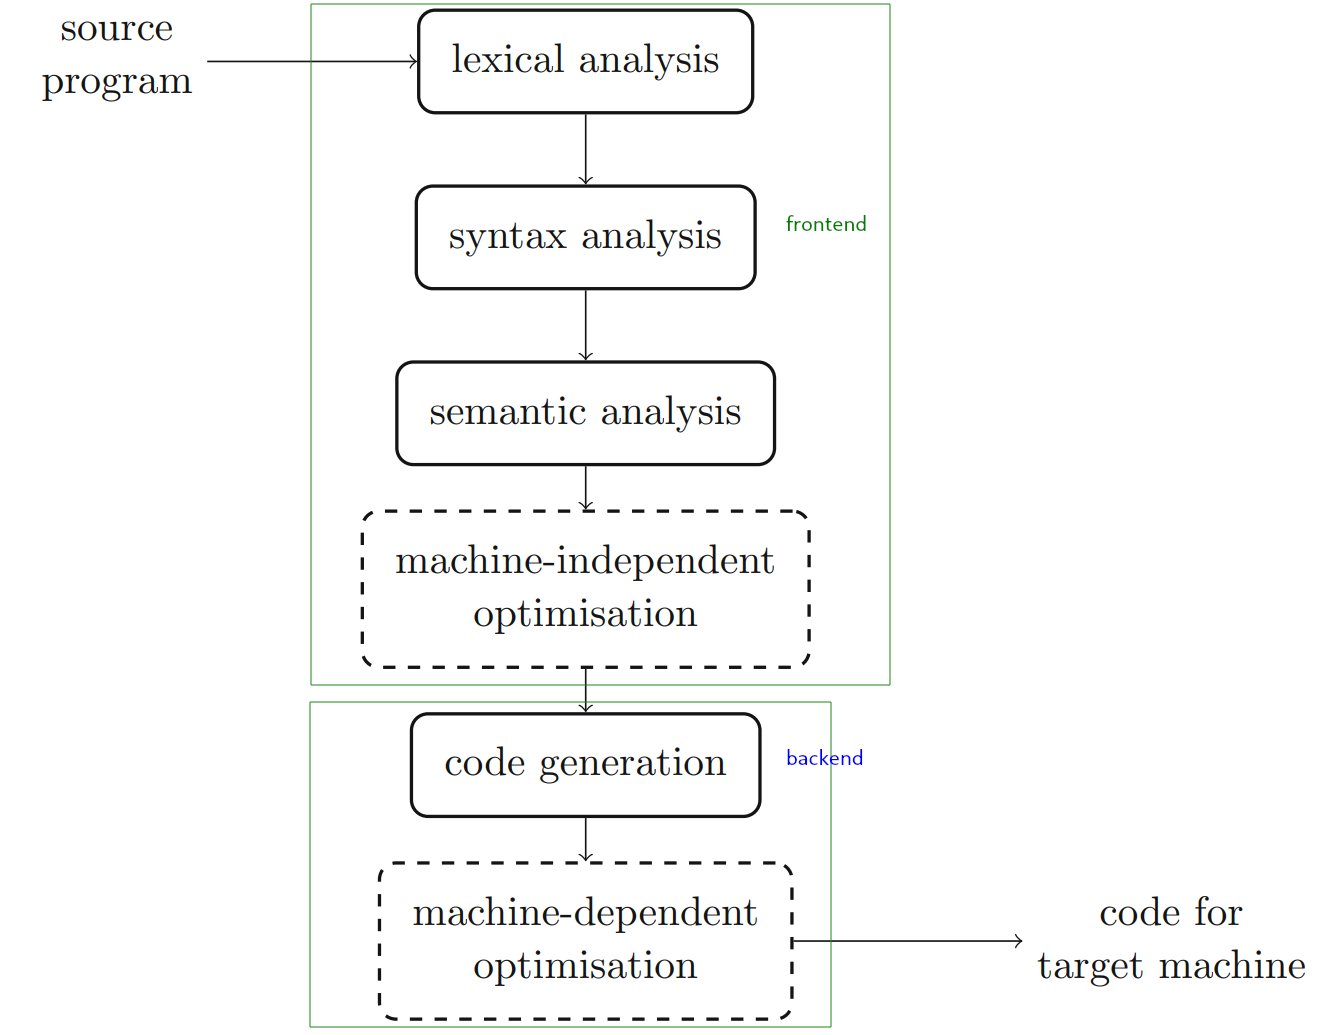 source
program
lexical analysis
syntax analysis
frontend
semantic analysis
machine-independent
optimisation
code generation
backend
machine-dependent
optimisation
code for
target machine